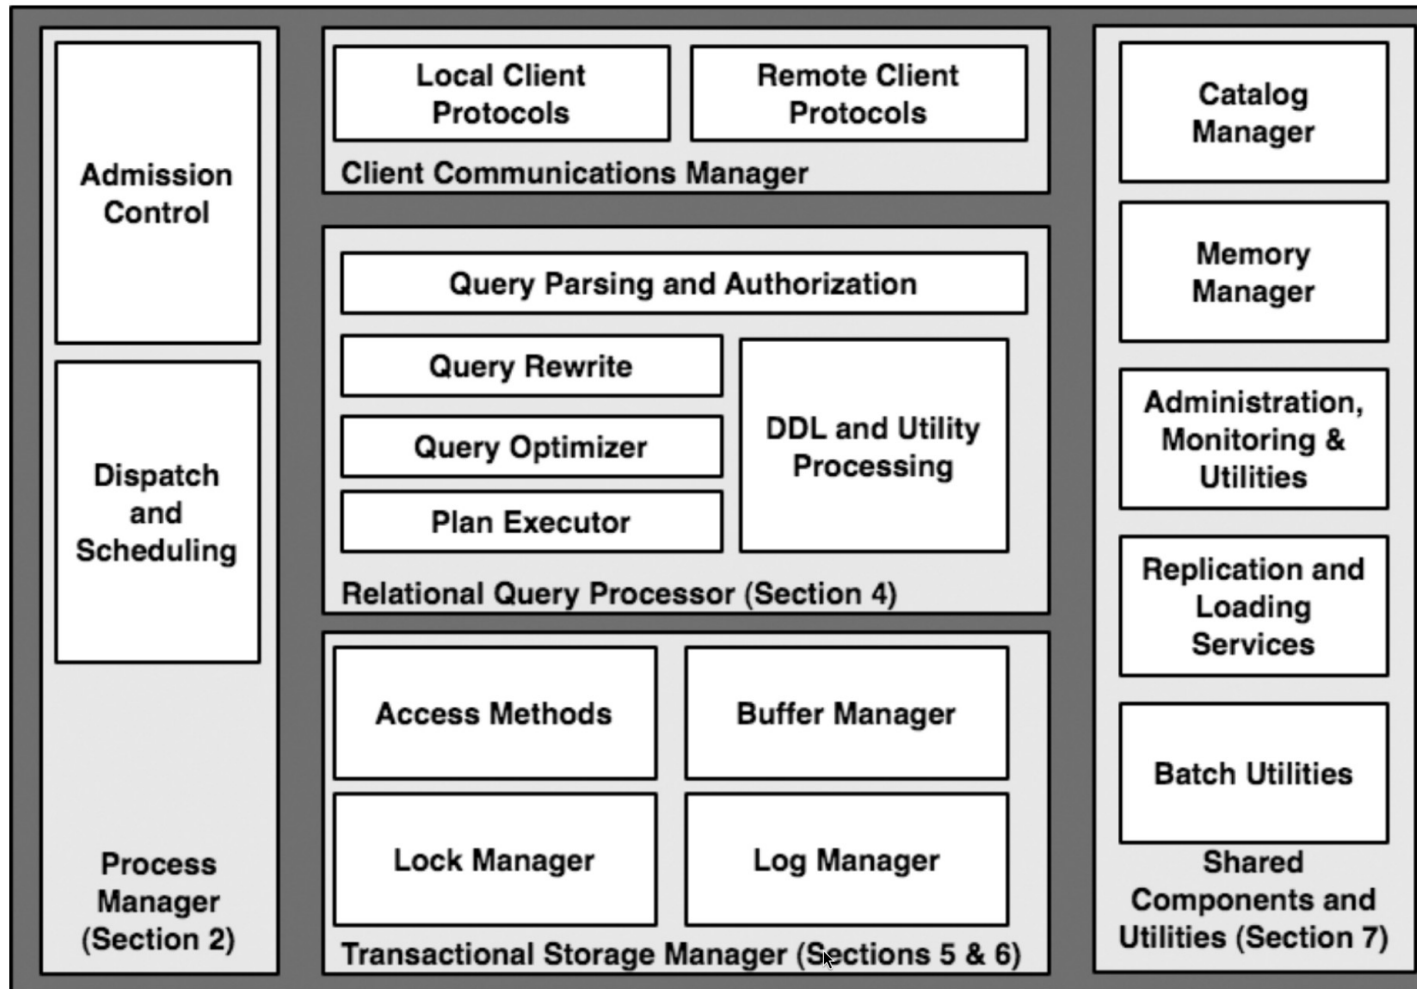 Admission
Control
Dispatch
and
Scheduling
Process
Manager
(Section 2)
Local Client
Protocols
Remote Client
Protocols
Client Communications Manager
Query Parsing and Authorization
Query Rewrite
Query Optimizer
Plan Executor
DDL and Utility
Processing
Relational Query Processor (Section 4)
Access Methods
Buffer Manager
Lock Manager
Log Manager
Transactional Storage Manager (Sections 5 & 6)
Catalog
Manager
Memory
Manager
Administration,
Monitoring &
Utilities
Replication and
Loading
Services
Batch Utilities
Shared
Components and
Utilities (Section 7)